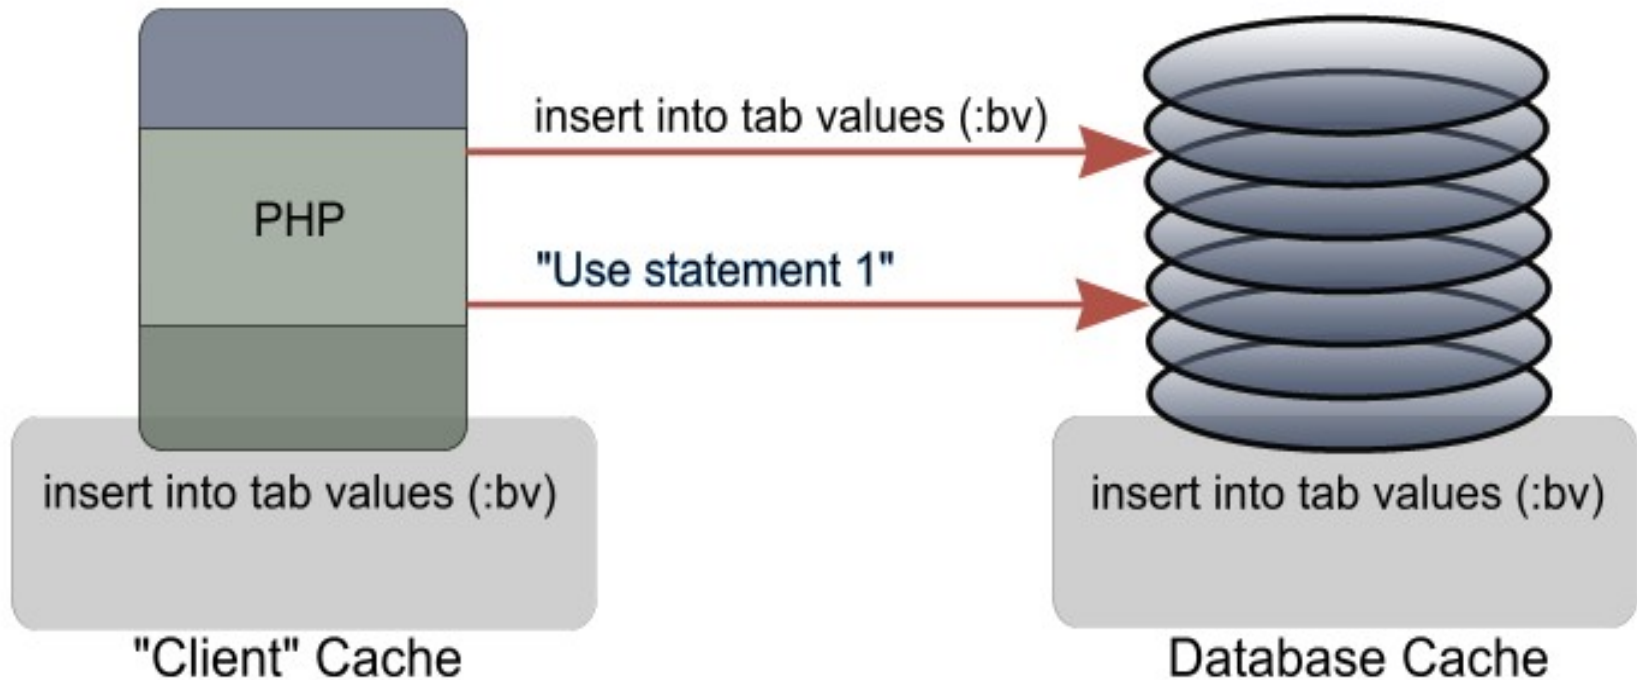 insert into tab values (:bv)
PHP
"Use statement 1"
insert into tab values (:bv)
insert into tab values (:bv)
"Client" Cache
Database Cache